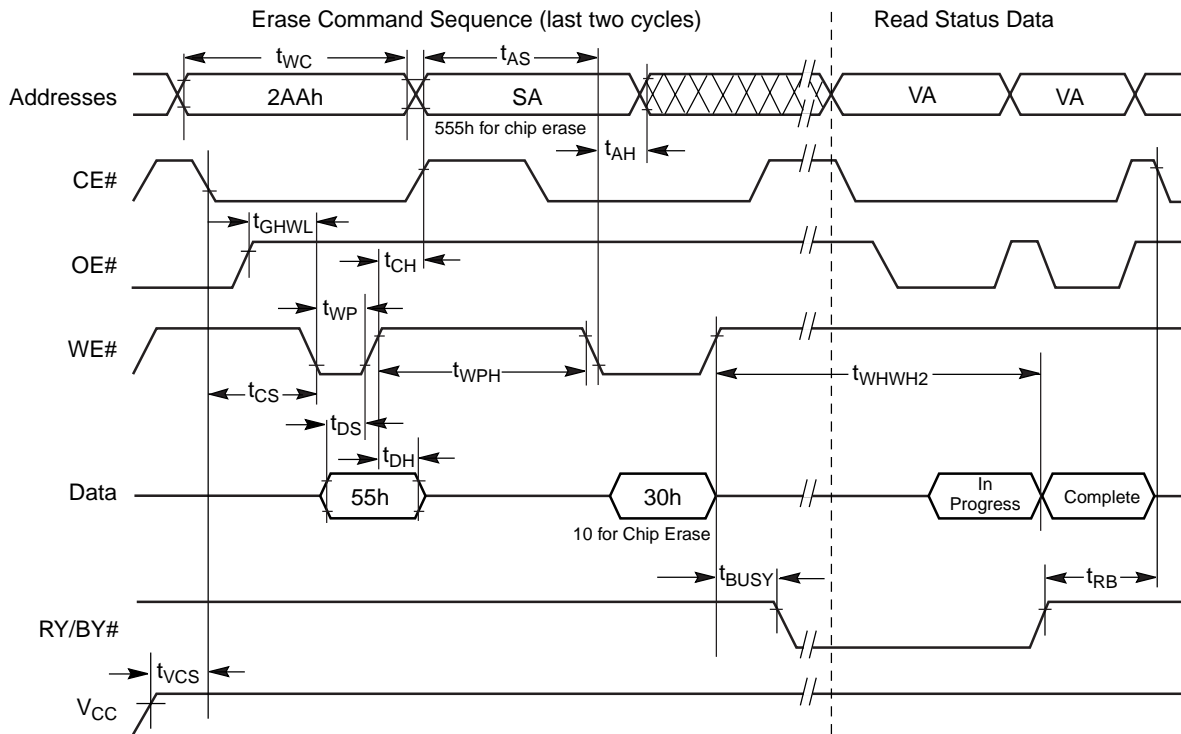 Erase Command Sequence (last two cycles) Read Status Data
tWC tAS
Addresses 2AAh SA VA VA
555h for chip erase
tAH
CE#
tGHWL
OE#
tCH
tWP
WE#
tWPH tWHWH2
tCS
tDS
tDH
Data 55h 30h In Progress Complete
10 for Chip Erase
tBUSY tRB
RY/BY#
tVCS
VCC